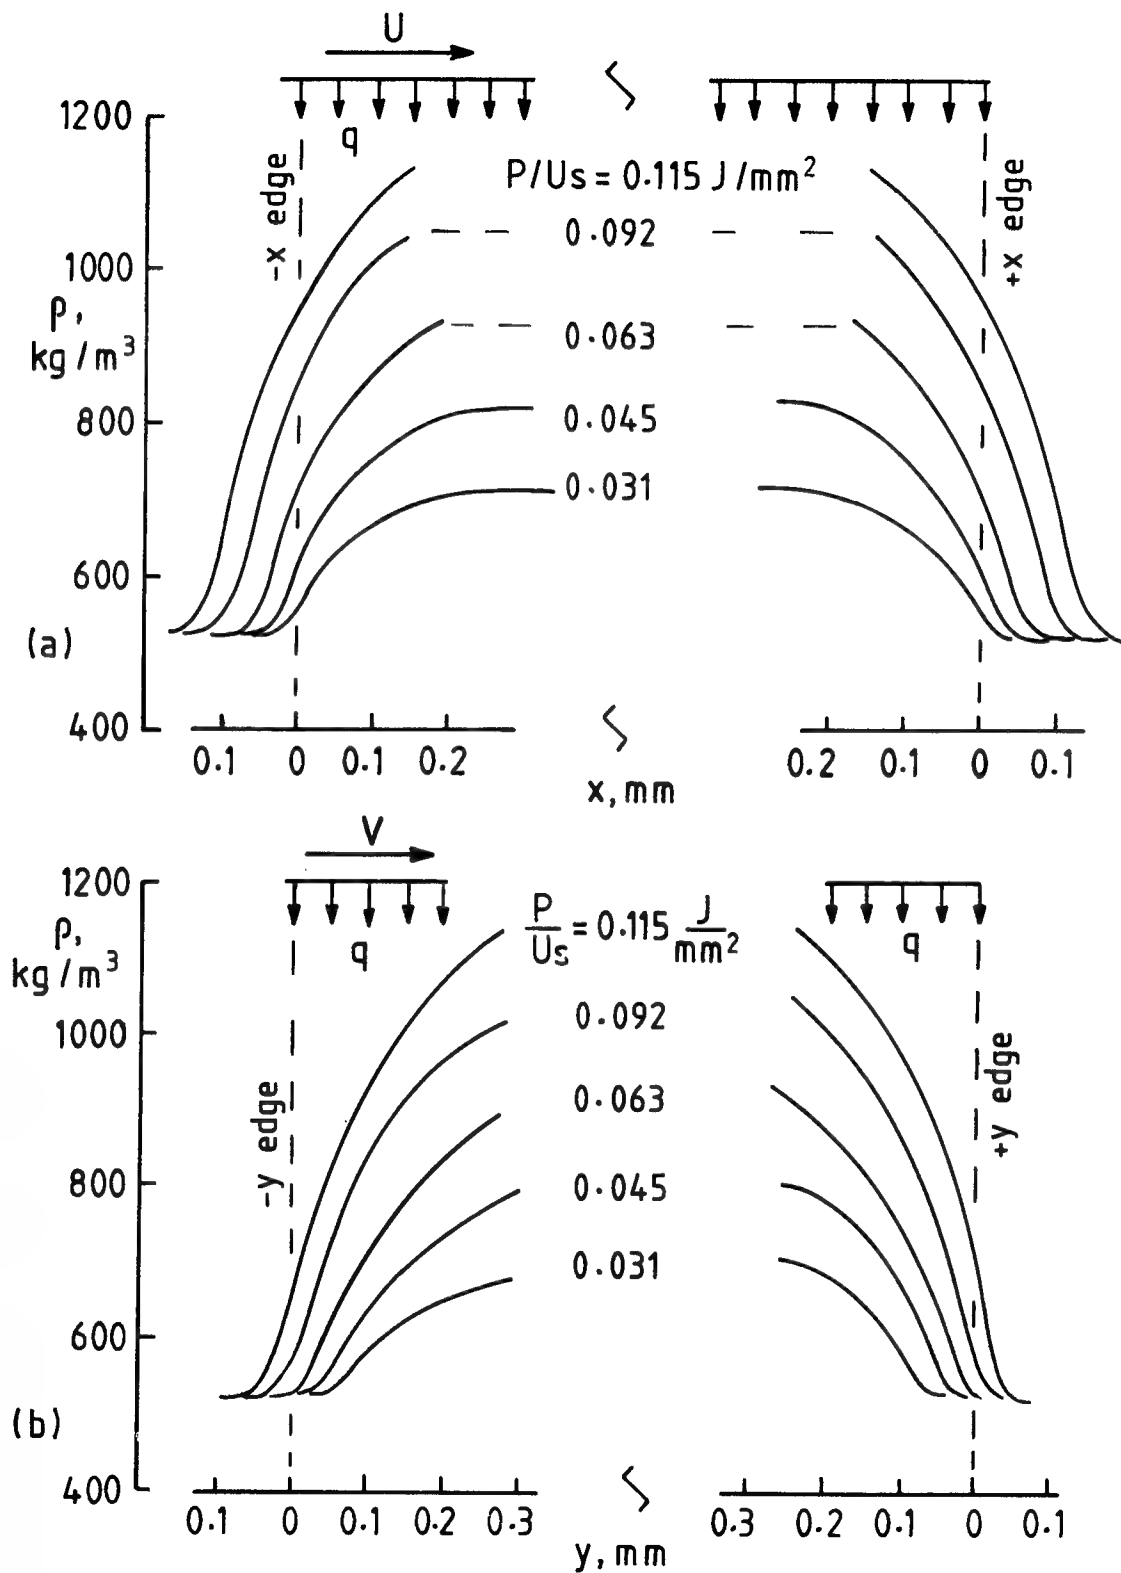 U
1200
q
-x edge
P/Us = 0.115 J/mm²
+x edge
0.092
1000
ρ,
kg/m³
0.063
800
0.045
0.031
600
(a)
400
0.1 0 0.1 0.2
0.2 0.1 0 0.1
x, mm
V
1200
ρ,
kg/m³
q
P/Us = 0.115 J/mm²
q
1000
0.092
-y edge
+y edge
0.063
800
0.045
0.031
600
(b)
400
0.1 0 0.1 0.2 0.3
0.3 0.2 0.1 0 0.1
y, mm